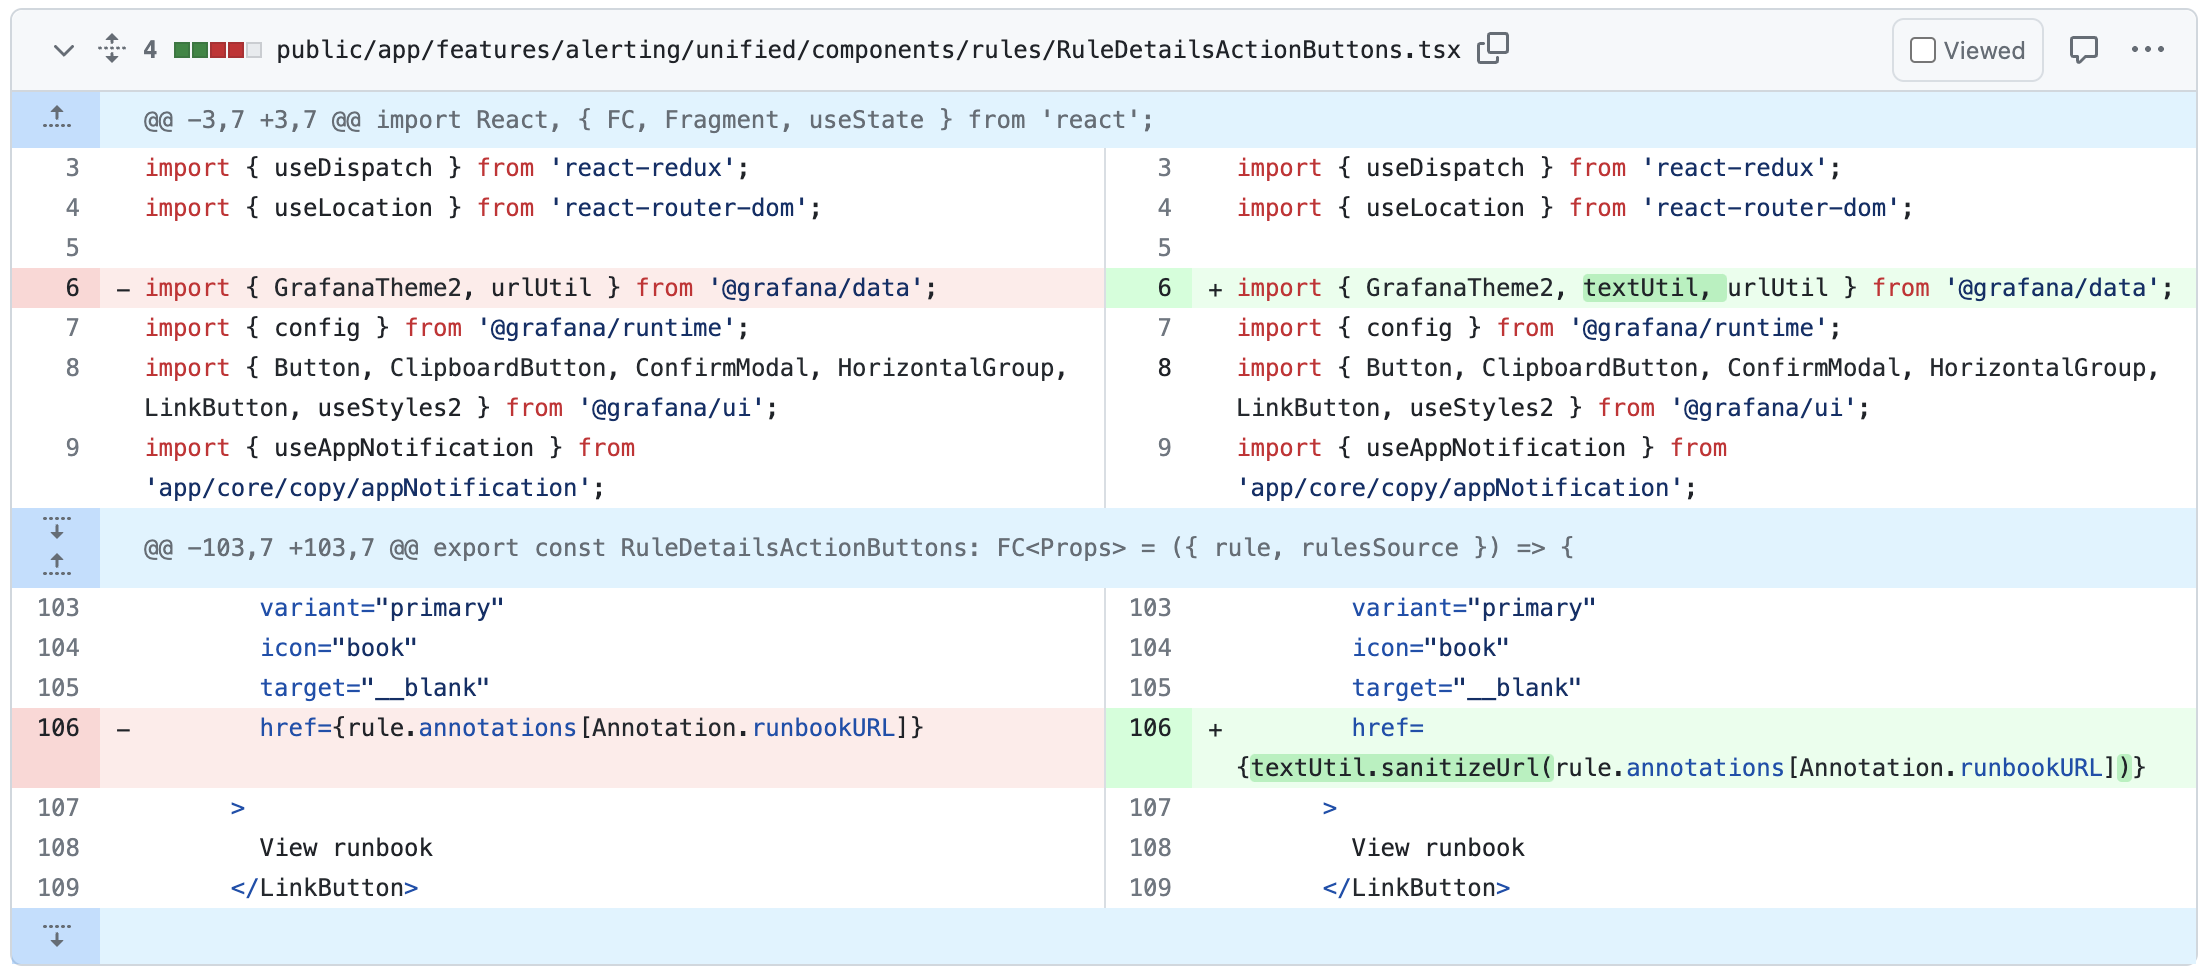 4 public/app/features/alerting/unified/components/rules/RuleDetailsActionButtons.tsx Viewed
@@ -3,7 +3,7 @@ import React, { FC, Fragment, useState } from 'react';
3 import { useDispatch } from 'react-redux';
4 import { useLocation } from 'react-router-dom';
5
6 - import { GrafanaTheme2, urlUtil } from '@grafana/data';
7 import { config } from '@grafana/runtime';
8 import { Button, ClipboardButton, ConfirmModal, HorizontalGroup,
LinkButton, useStyles2 } from '@grafana/ui';
9 import { useAppNotification } from
'app/core/copy/appNotification';
3 import { useDispatch } from 'react-redux';
4 import { useLocation } from 'react-router-dom';
5
6 + import { GrafanaTheme2, textUtil, urlUtil } from '@grafana/data';
7 import { config } from '@grafana/runtime';
8 import { Button, ClipboardButton, ConfirmModal, HorizontalGroup,
LinkButton, useStyles2 } from '@grafana/ui';
9 import { useAppNotification } from
'app/core/copy/appNotification';
@@ -103,7 +103,7 @@ export const RuleDetailsActionButtons: FC<Props> = ({ rule, rulesSource }) => {
103 variant="primary"
104 icon="book"
105 target="__blank"
106 - href={rule.annotations[Annotation.runbookURL]}
107 >
108 View runbook
109 </LinkButton>
103 variant="primary"
104 icon="book"
105 target="__blank"
106 + href=
{textUtil.sanitizeUrl(rule.annotations[Annotation.runbookURL])}
107 >
108 View runbook
109 </LinkButton>